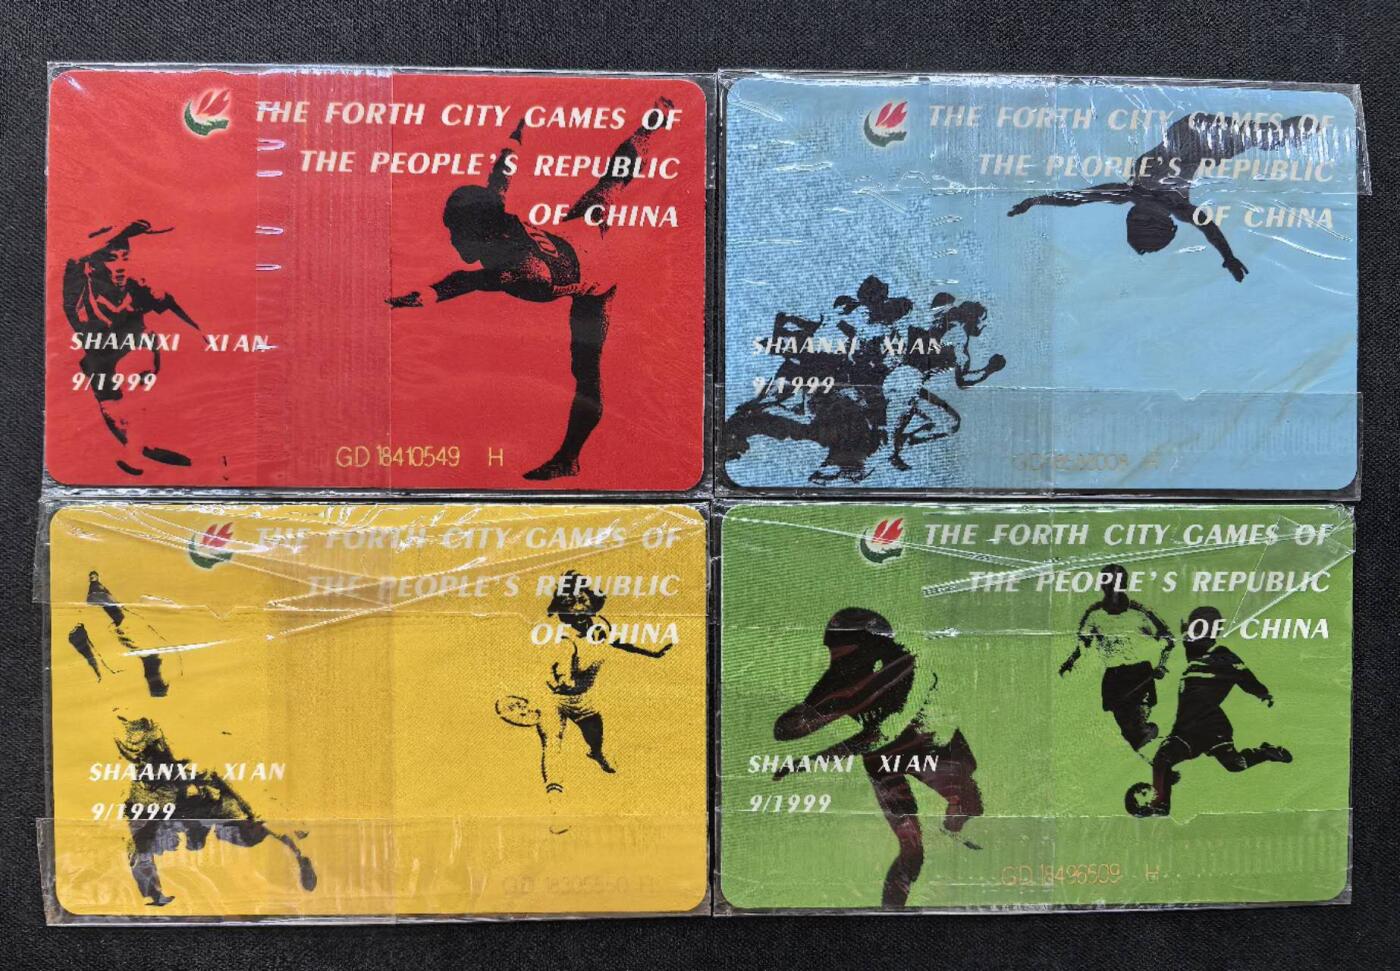 THE FORTH CITY GAMES OF
THE PEOPLE'S REPUBLIC
OF CHINA
SHAANXI XI AN
9/1999
GD 18410549 H
THE FORTH CITY GAMES OF
THE PEOPLE'S REPUBLIC
OF CHINA
SHAANXI XI AN
9/1999
THE FORTH CITY GAMES OF
THE PEOPLE'S REPUBLIC
OF CHINA
SHAANXI XI AN
9/1999
THE FORTH CITY GAMES OF
THE PEOPLE'S REPUBLIC
OF CHINA
SHAANXI XI AN
9/1999
GD 18496509 H